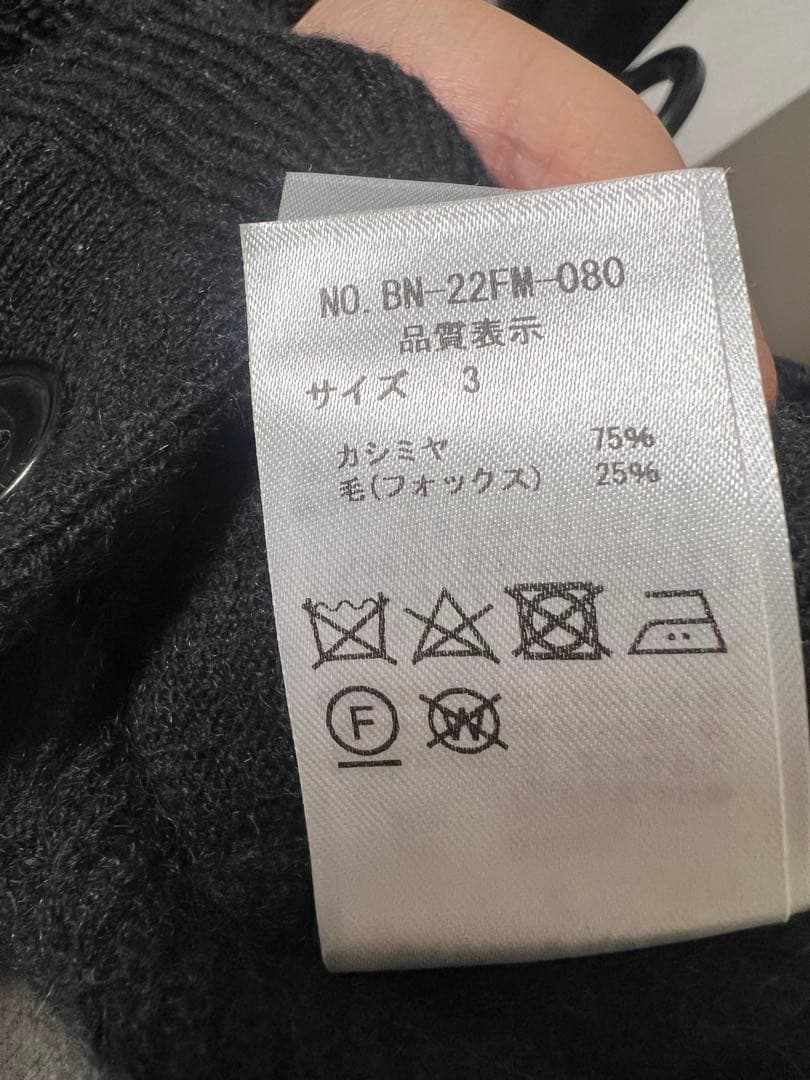 NO. BN-22FM-080
品質表示
サイズ 3
カシミヤ 75%
毛(フォックス) 25%
F
W